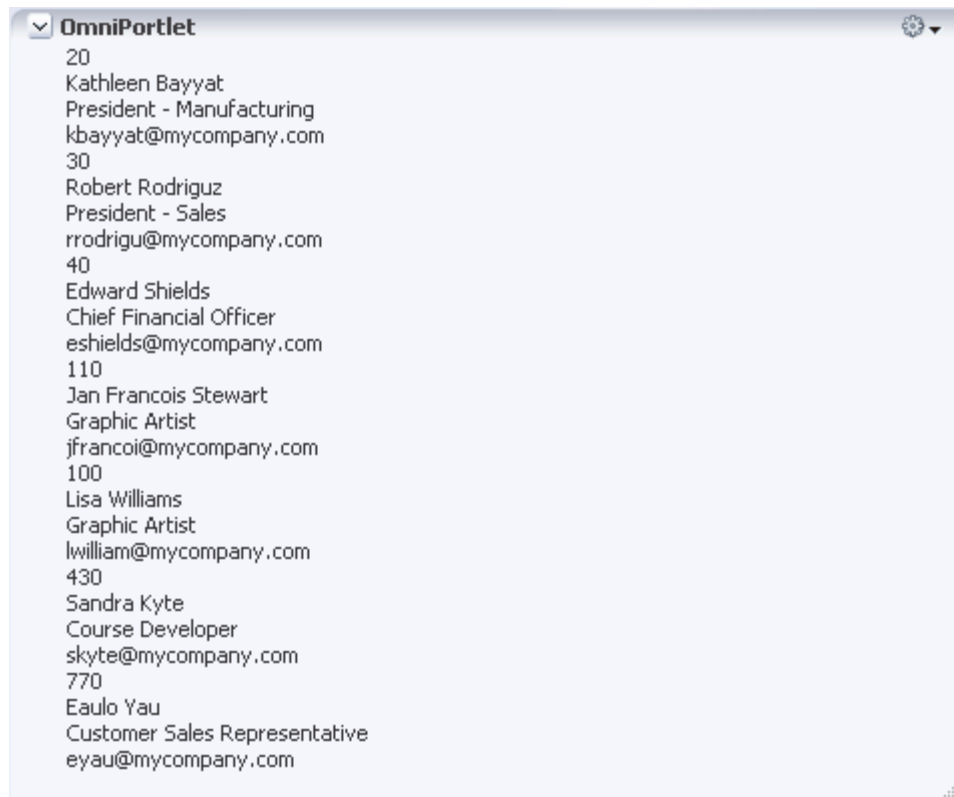 OmniPortlet
20
Kathleen Bayyat
President - Manufacturing
kbayyat@mycompany.com
30
Robert Rodriguz
President - Sales
rrodrigu@mycompany.com
40
Edward Shields
Chief Financial Officer
eshields@mycompany.com
110
Jan Francois Stewart
Graphic Artist
jfrancoi@mycompany.com
100
Lisa Williams
Graphic Artist
lwilliam@mycompany.com
430
Sandra Kyte
Course Developer
skyte@mycompany.com
770
Eaulo Yau
Customer Sales Representative
eyau@mycompany.com